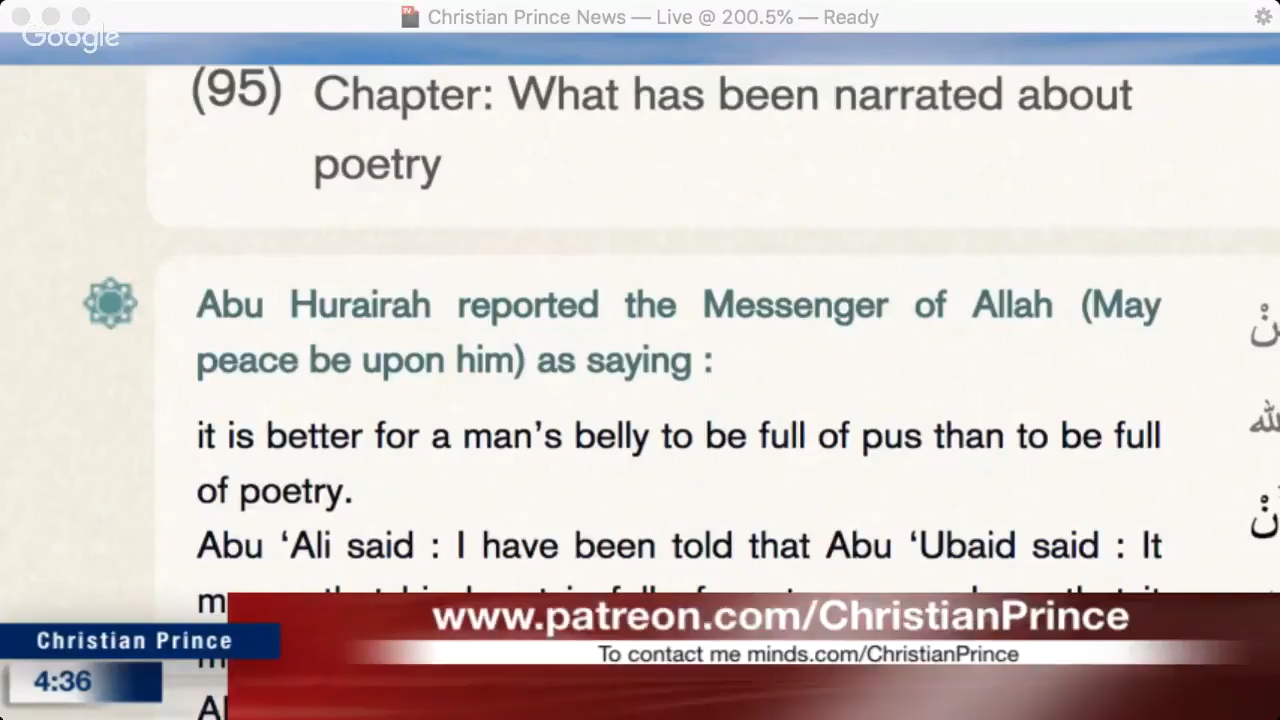 Christian Prince News — Live @ 200.5% — Ready
Google
(95) Chapter: What has been narrated about
poetry
Abu Hurairah reported the Messenger of Allah (May
peace be upon him) as saying :
it is better for a man’s belly to be full of pus than to be full
of poetry.
Abu ‘Ali said : I have been told that Abu ‘Ubaid said : It
www.patreon.com/ChristianPrince
To contact me minds.com/ChristianPrince
Christian Prince
4:36